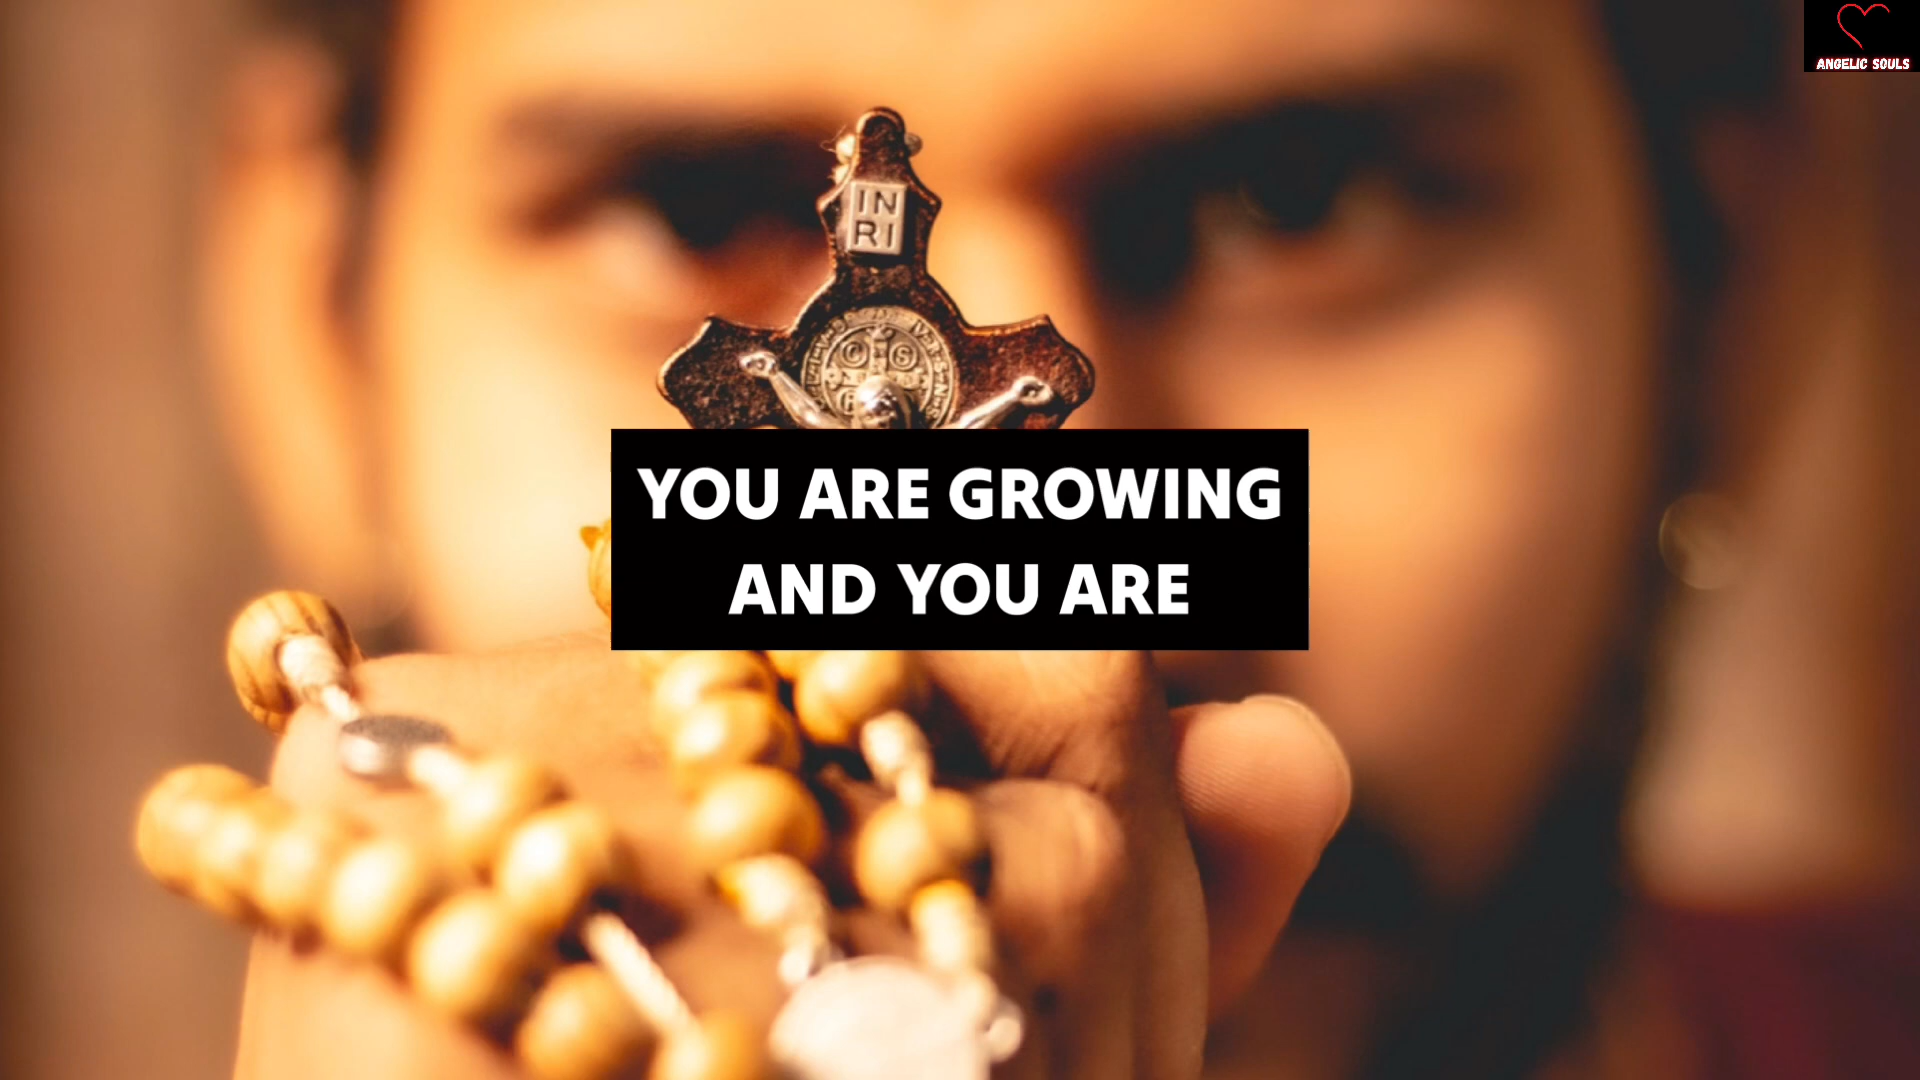 ANGELIC SOULS
IN
RI
C S
YOU ARE GROWING
AND YOU ARE